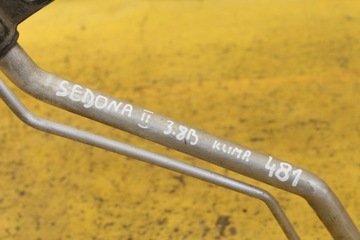 SEDONA II 3.8B KLIMA 481